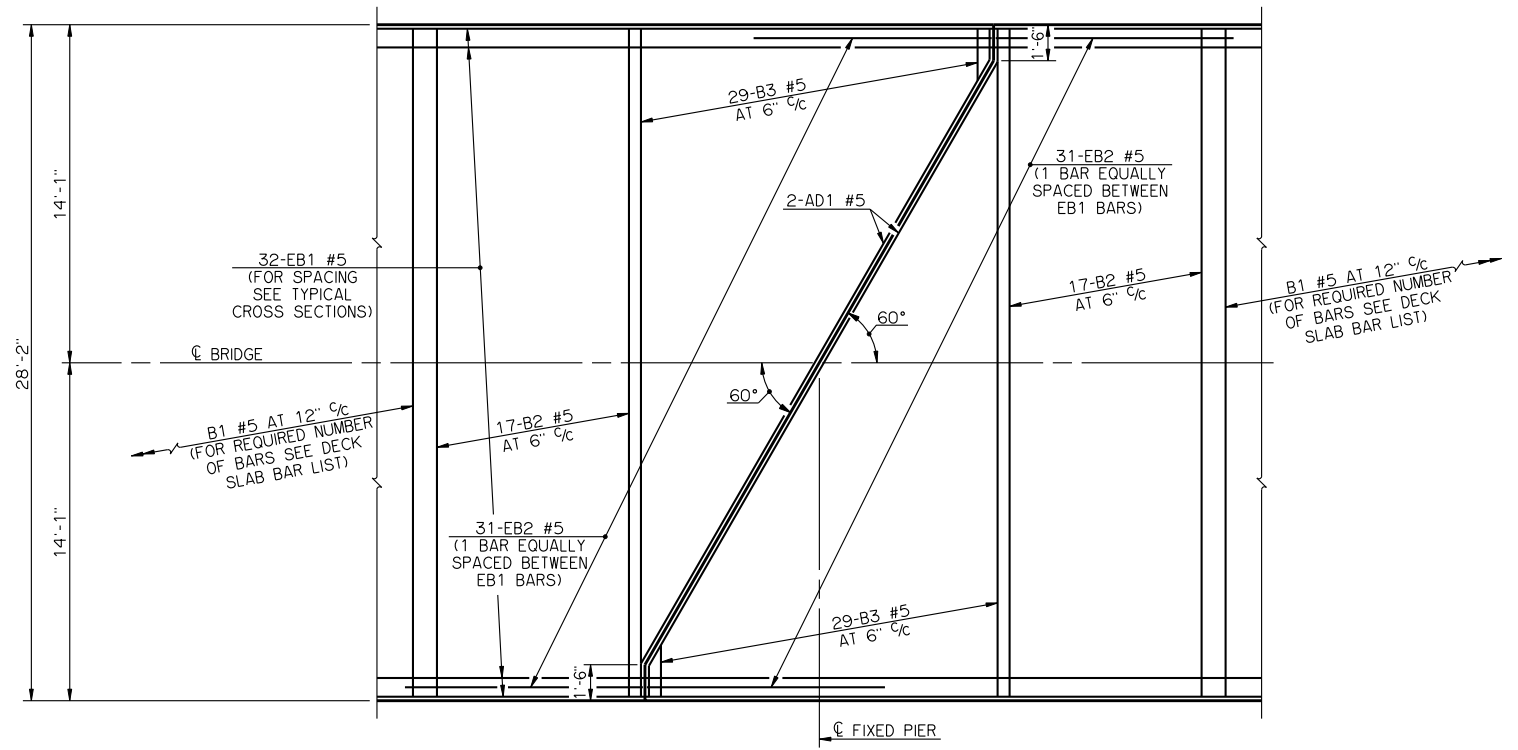 1'-6"
29-B3 #5
AT 6" C/C
14'-1"
31-EB2 #5
(1 BAR EQUALLY
SPACED BETWEEN
EB1 BARS)
2-AD1 #5
32-EB1 #5
(FOR SPACING
SEE TYPICAL
CROSS SECTIONS)
17-B2 #5
AT 6" C/C
B1 #5 AT 12" C/C
(FOR REQUIRED NUMBER
OF BARS SEE DECK
SLAB BAR LIST)
60°
28'-2"
℄ BRIDGE
60°
B1 #5 AT 12" C/C
(FOR REQUIRED NUMBER
OF BARS SEE DECK
SLAB BAR LIST)
17-B2 #5
AT 6" C/C
14'-1"
31-EB2 #5
(1 BAR EQUALLY
SPACED BETWEEN
EB1 BARS)
29-B3 #5
AT 6" C/C
1'-6"
℄ FIXED PIER